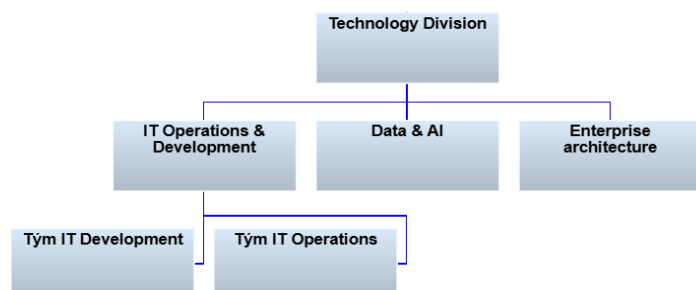 Technology Division
IT Operations &
Development
Data & AI
Enterprise
architecture
Tým IT Development
Tým IT Operations